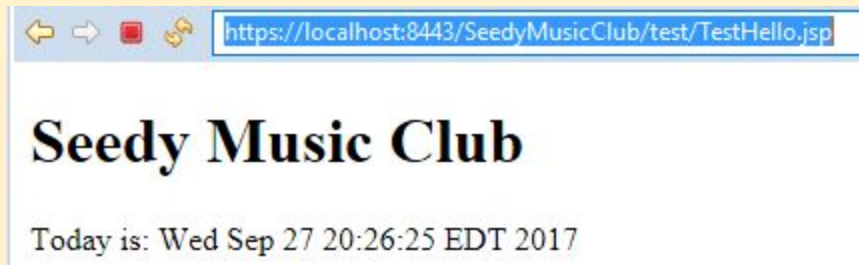 https://localhost:8443/SeedyMusicClub/test/TestHello.jsp
Seedy Music Club
Today is: Wed Sep 27 20:26:25 EDT 2017